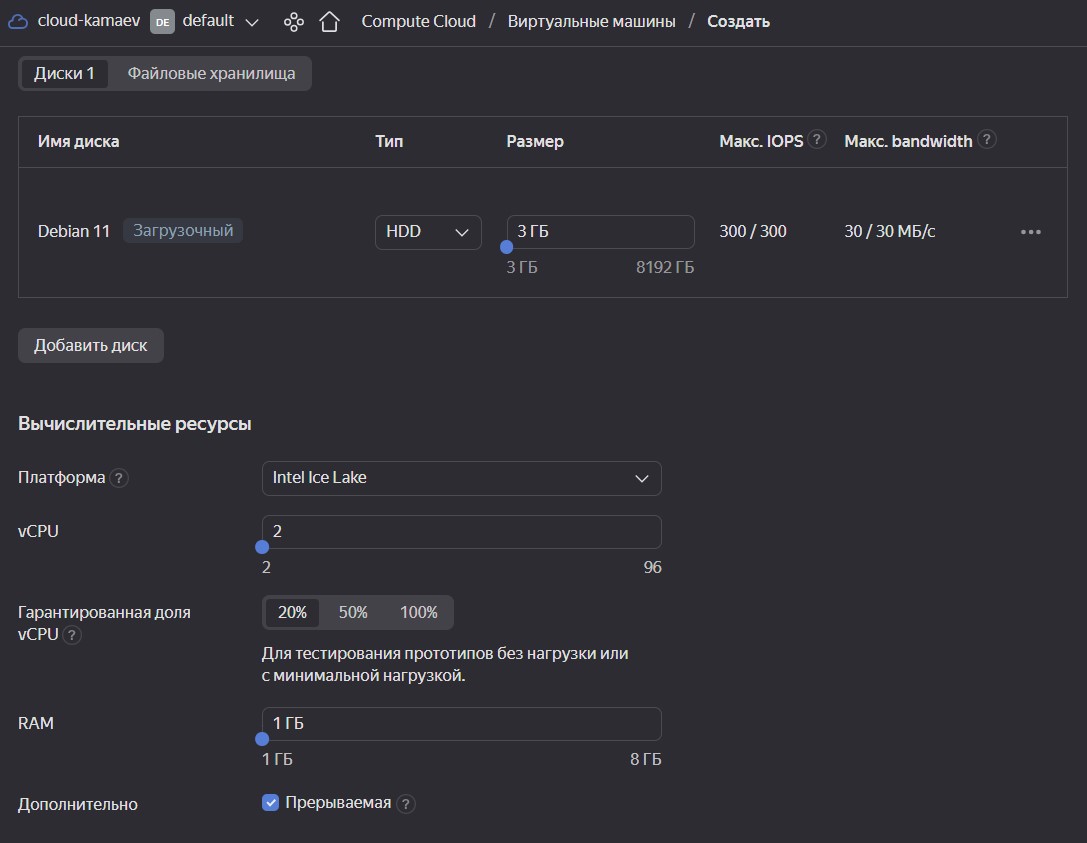 cloud-kamaev DE default Compute Cloud / Виртуальные машины / Создать
Диски 1 Файловые хранилища
Имя диска Тип Размер Макс. IOPS ? Макс. bandwidth ?
Debian 11 Загрузочный HDD 3 ГБ 300 / 300 30 / 30 МБ/с
3 ГБ 8192 ГБ
Добавить диск
Вычислительные ресурсы
Платформа ? Intel Ice Lake
vCPU 2
2 96
Гарантированная доля 20% 50% 100%
vCPU ?
Для тестирования прототипов без нагрузки или
с минимальной нагрузкой.
RAM 1 ГБ
1 ГБ 8 ГБ
Дополнительно Прерываемая ?